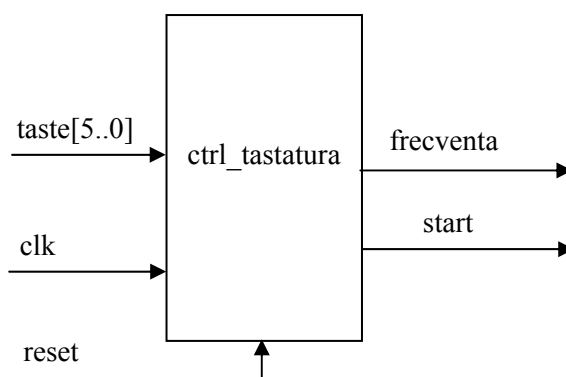 taste[5..0]
ctrl_tastatura
frecventa
start
clk
reset